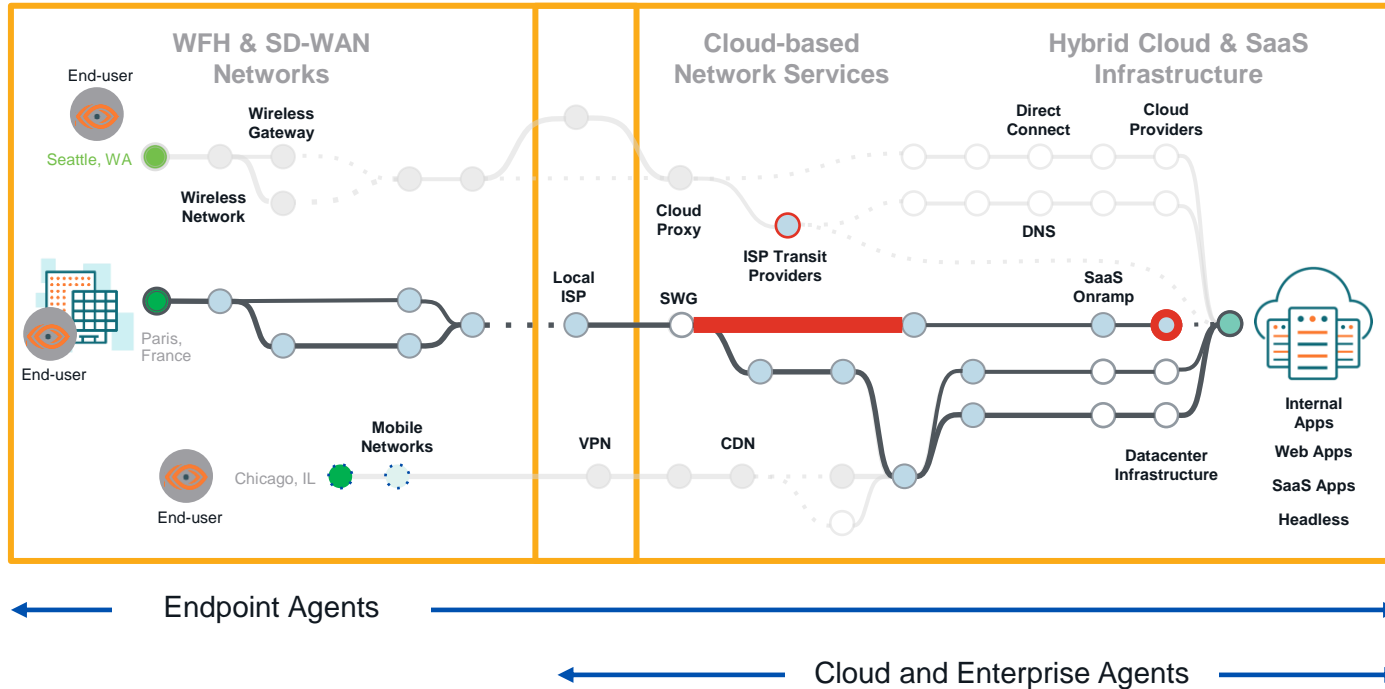 WFH & SD-WAN
Networks
Cloud-based
Network Services
Hybrid Cloud & SaaS
Infrastructure
End-user
Seattle, WA
Wireless
Gateway
Wireless
Network
Direct
Connect
Cloud
Providers
Cloud
Proxy
ISP Transit
Providers
DNS
Local
ISP
SWG
SaaS
Onramp
Paris,
France
End-user
Mobile
Networks
VPN
CDN
Datacenter
Infrastructure
Internal
Apps
Web Apps
SaaS Apps
Headless
Chicago, IL
End-user
Endpoint Agents
Cloud and Enterprise Agents